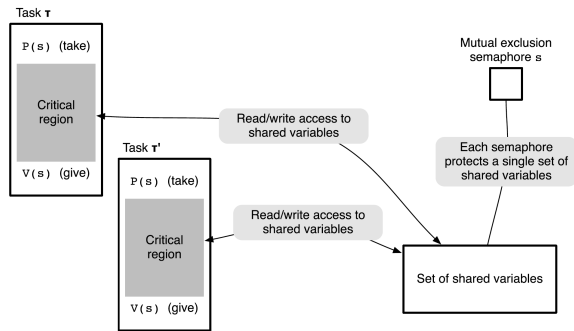 Task τ
P(s) (take)
Critical
region
V(s) (give)
Read/write access to
shared variables
Mutual exclusion
semaphore s
Each semaphore
protects a single set of
shared variables
Task τ'
P(s) (take)
Critical
region
V(s) (give)
Read/write access to
shared variables
Set of shared variables